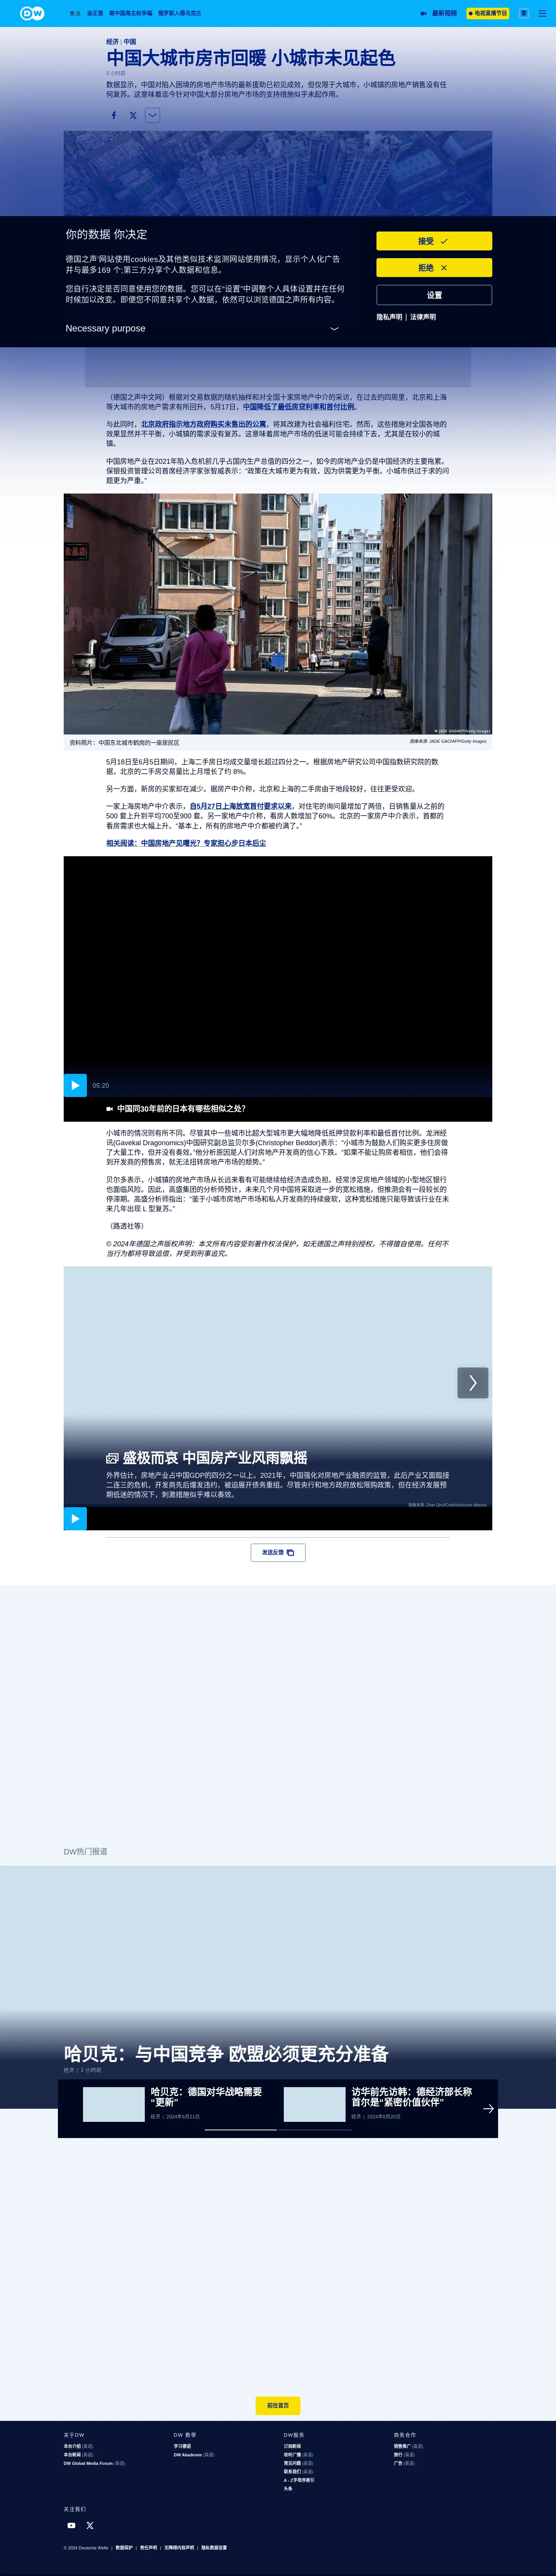 DW
焦点 金正恩 南中国海主权争端 俄罗斯入侵乌克兰 最新视频 电视直播节目 繁
经济 | 中国
中国大城市房市回暖 小城市未见起色
5 小时前
数据显示，中国对陷入困境的房地产市场的最新援助已初见成效，但仅限于大城市，小城镇的房地产销售没有任
何复苏。这意味着迄今针对中国大部分房地产市场的支持措施似乎未起作用。
你的数据 你决定
德国之声'网站使用cookies及其他类似技术监测网站使用情况，显示个人化广告
并与最多169 个;第三方分享个人数据和信息。
您自行决定是否同意使用您的数据。您可以在“设置”中调整个人具体设置并在任何
时候加以改变。即便您不同意共享个人数据，依然可以浏览德国之声所有内容。
Necessary purpose
接受
拒绝
设置
隐私声明 | 法律声明
（德国之声中文网）根据对交易数据的随机抽样和对全国十家房地产中介的采访，在过去的四周里，北京和上海
等大城市的房地产需求有所回升。5月17日，中国降低了最低房贷利率和首付比例。
与此同时，北京政府指示地方政府购买未售出的公寓，将其改建为社会福利住宅。然而，这些措施对全国各地的
效果显然并不平衡，小城镇的需求没有复苏。这意味着房地产市场的低迷可能会持续下去，尤其是在较小的城
镇。
中国房地产业在2021年陷入危机前几乎占国内生产总值的四分之一，如今的房地产业仍是中国经济的主要拖累。
保银投资管理公司首席经济学家张智威表示：“政策在大城市更为有效，因为供需更为平衡。小城市供过于求的问
题更为严重。”
© JADE GAO/AFP/Getty Images
资料照片：中国东北城市鹤岗的一座居民区
图像来源: JADE GAO/AFP/Getty Images
5月18日至6月5日期间，上海二手房日均成交量增长超过四分之一。根据房地产研究公司中国指数研究院的数
据，北京的二手房交易量比上月增长了约 8%。
另一方面，新房的买家却在减少。据房产中介称，北京和上海的二手房由于地段较好，往往更受欢迎。
一家上海房地产中介表示，自5月27日上海放宽首付要求以来，对住宅的询问量增加了两倍，日销售量从之前的
500 套上升到平均700至900 套。另一家地产中介称，看房人数增加了60%。北京的一家房产中介表示，首都的
看房需求也大幅上升。“基本上，所有的房地产中介都被约满了。”
相关阅读：中国房地产见曙光？专家担心步日本后尘
05:20
中国同30年前的日本有哪些相似之处?
小城市的情况则有所不同。尽管其中一些城市比超大型城市更大幅地降低抵押贷款利率和最低首付比例。龙洲经
讯(Gavekal Dragonomics)中国研究副总监贝尔多(Christopher Beddor)表示：“小城市为鼓励人们购买更多住房做
了大量工作，但并没有奏效。”他分析原因是人们对房地产开发商的信心下跌。“如果不能让购房者相信，他们会得
到开发商的预售房，就无法扭转房地产市场的颓势。”
贝尔多表示，小城镇的房地产市场从长远来看有可能继续给经济造成负担。经常涉足房地产领域的小型地区银行
也面临风险。因此，高盛集团的分析师预计，未来几个月中国将采取进一步的宽松措施，但推测会有一段较长的
停滞期。高盛分析师指出：“鉴于小城市房地产市场和私人开发商的持续疲软，这种宽松措施只能导致该行业在未
来几年出现 L 型复苏。”
（路透社等）
© 2024年德国之声版权声明：本文所有内容受到著作权法保护，如无德国之声特别授权，不得擅自使用。任何不
当行为都将导致追偿，并受到刑事追究。
盛极而哀 中国房产业风雨飘摇
外界估计，房地产业占中国GDP的四分之一以上。2021年，中国强化对房地产业融资的监管，此后产业又面临接
二连三的危机，开发商先后爆发违约，被迫展开债务重组。尽管央行和地方政府放松限购政策，但在经济发展预
期低迷的情况下，刺激措施似乎难以奏效。
发送反馈
DW热门报道
哈贝克：与中国竞争 欧盟必须更充分准备
经济 | 1 小时前
哈贝克：德国对华战略需要
“更新”
经济 | 2024年6月21日
访华前先访韩：德经济部长称
首尔是“紧密价值伙伴”
经济 | 2024年6月20日
前往首页
关于DW
本台介绍 (英语)
本台新闻 (英语)
DW Global Media Forum (英语)
DW 教學
学习德语
DW Akademie (英语)
DW服务
订阅新闻
收听广播 (英语)
常见问题 (英语)
联系我们 (英语)
A - Z字母序索引
头条
商务合作
销售推广 (英语)
旅行 (英语)
广告 (英语)
关注我们
© 2024 Deutsche Welle | 数据保护 | 责任声明 | 无障碍内容声明 | 隐私数据设置